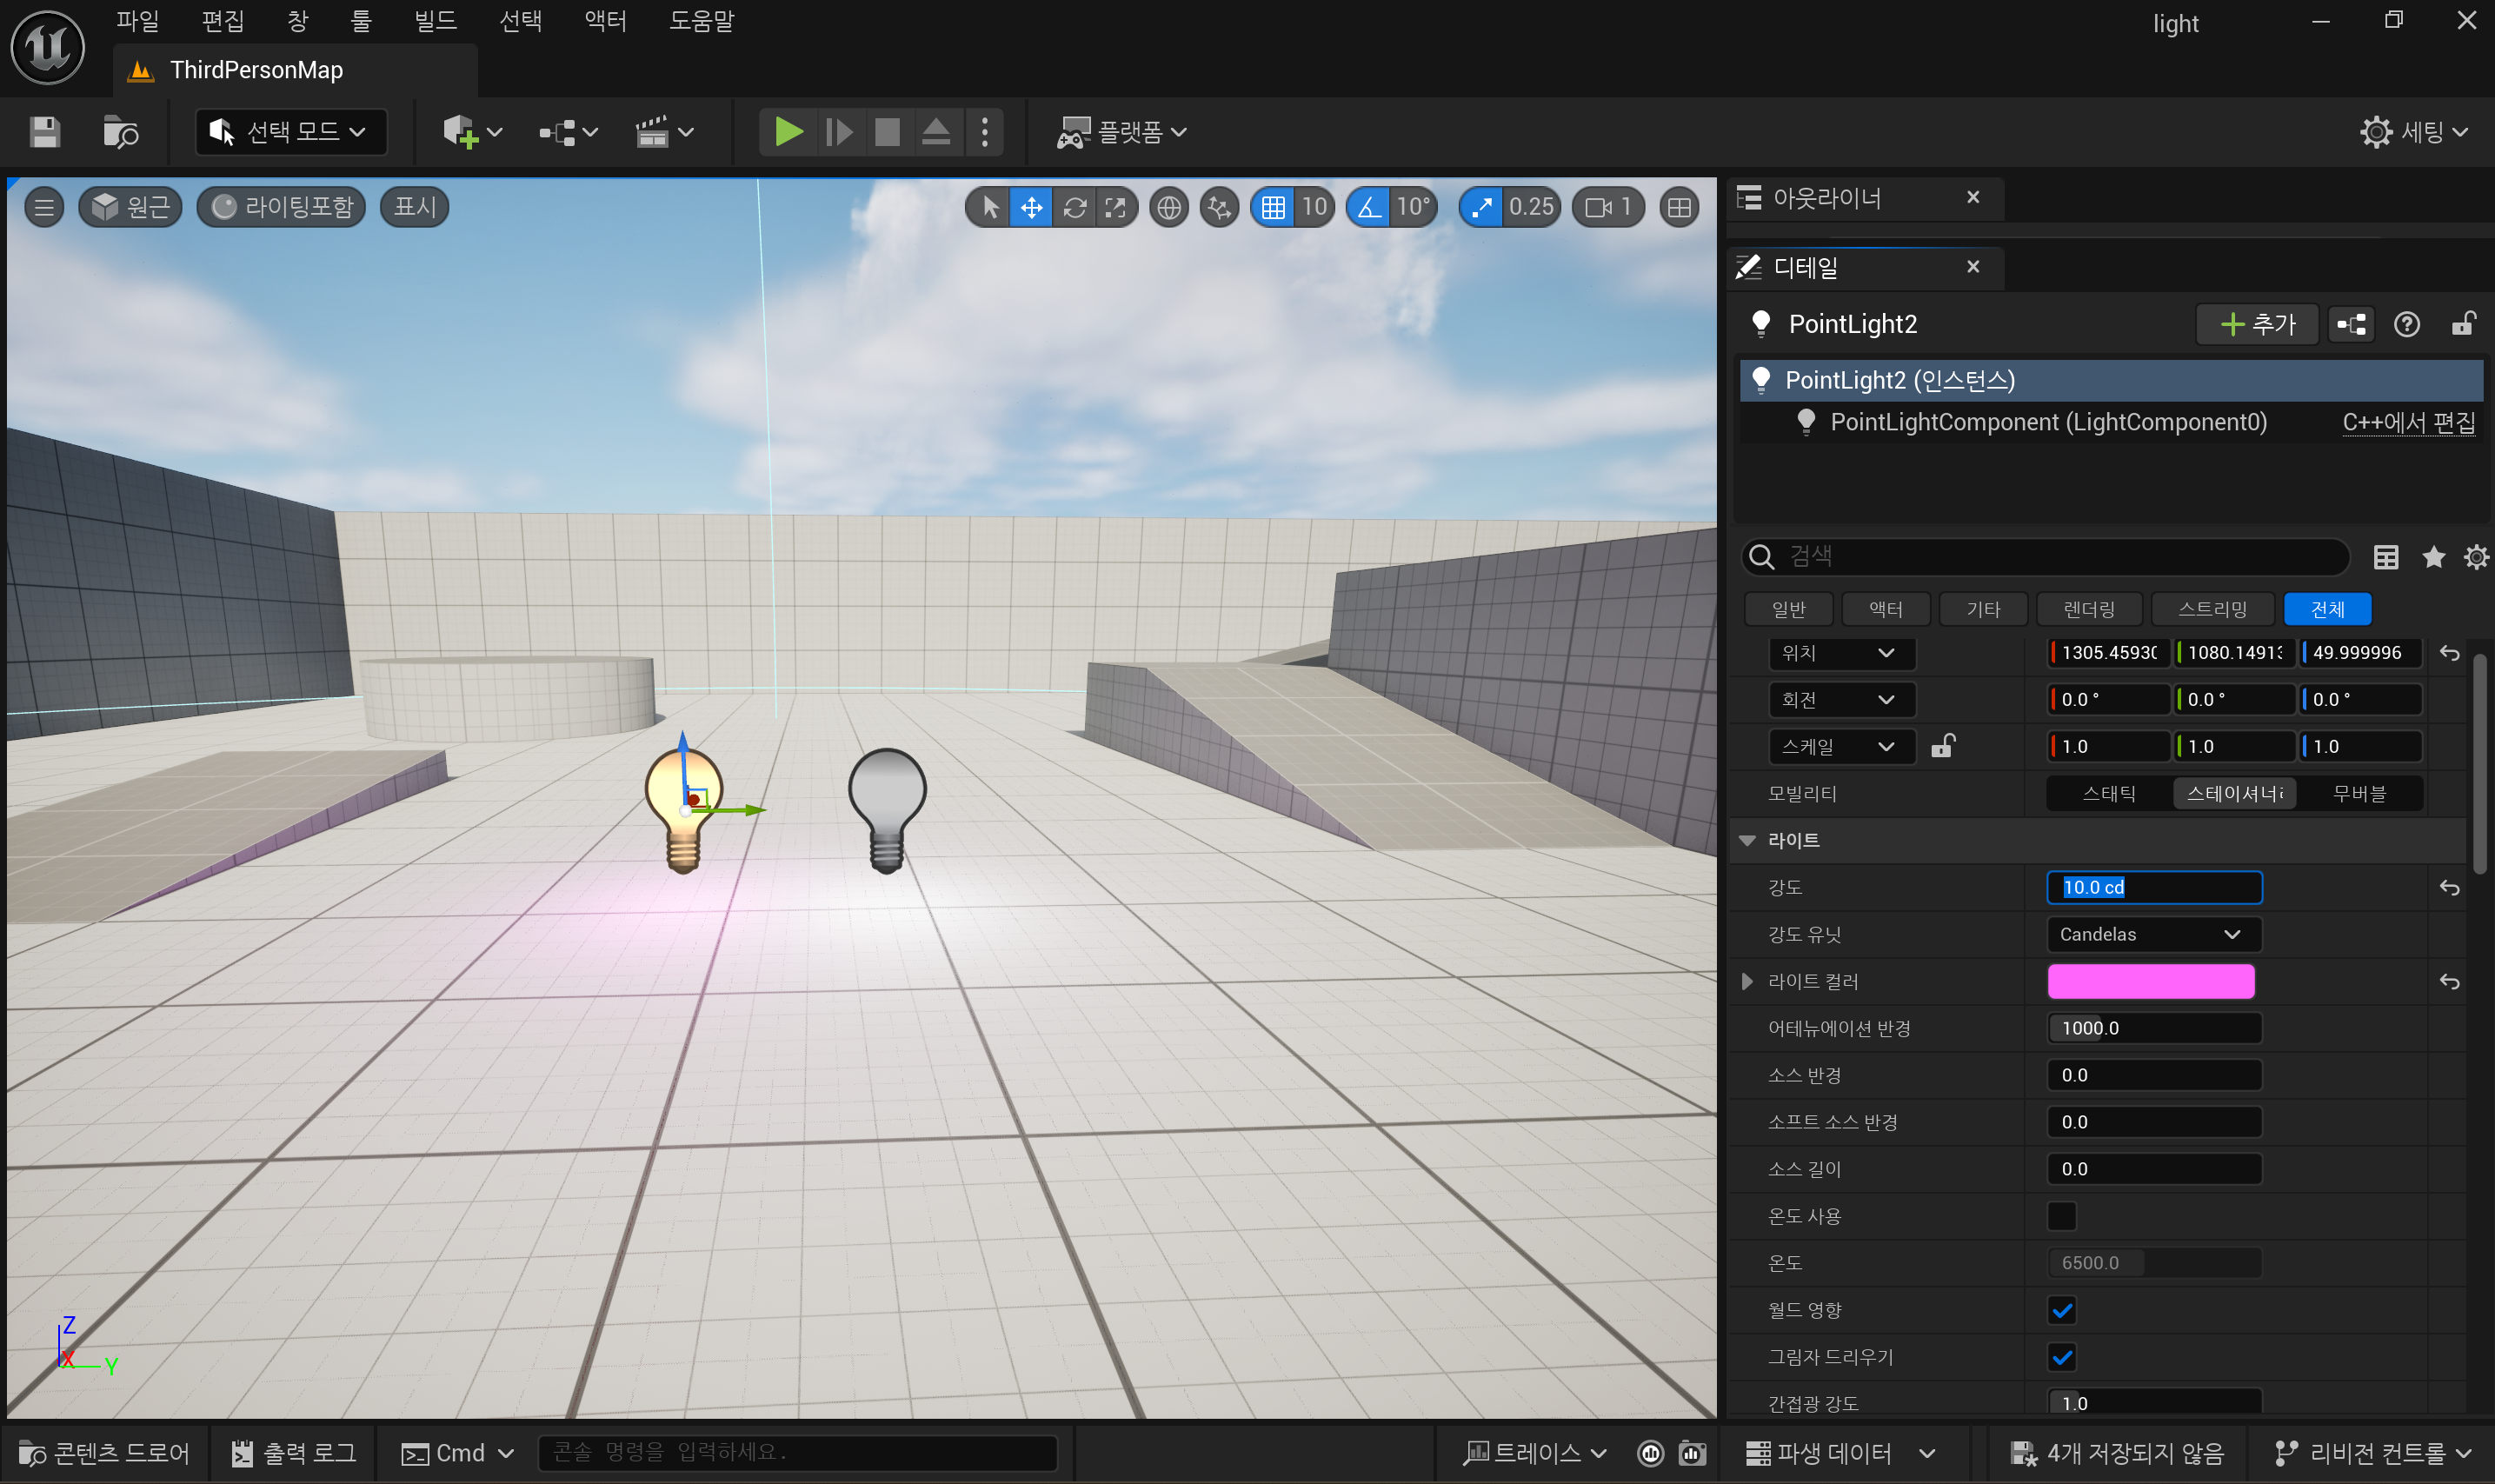 파일 편집 창 툴 빌드 선택 액터 도움말 light
ThirdPersonMap
선택 모드 플랫폼 세팅
원근 라이팅포함 표시 10 10° 0.25 1
아웃라이너
디테일
PointLight2 추가
PointLight2 (인스턴스)
PointLightComponent (LightComponent0) C++에서 편집
검색
일반 액터 기타 렌더링 스트리밍 전체
위치 1305.4593 1080.1491 49.999996
회전 0.0 ° 0.0 ° 0.0 °
스케일 1.0 1.0 1.0
모빌리티 스태틱 스테이셔너리 무버블
라이트
강도 10.0 cd
강도 유닛 Candelas
라이트 컬러
어테뉴에이션 반경 1000.0
소스 반경 0.0
소프트 소스 반경 0.0
소스 길이 0.0
온도 사용
온도 6500.0
월드 영향
그림자 드리우기
간접광 강도 1.0
Z
X Y
콘텐츠 드로어 출력 로그 Cmd 콘솔 명령을 입력하세요. 트레이스 파생 데이터 4개 저장되지 않음 리비전 컨트롤